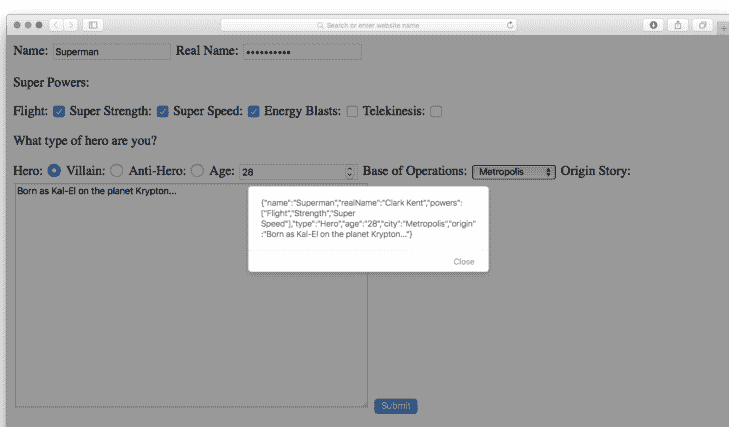 Search or enter website name
Name: Superman Real Name: ••••••••••
Super Powers:
Flight: Super Strength: Super Speed: Energy Blasts: Telekinesis:
What type of hero are you?
Hero: Villain: Anti-Hero: Age: 28 Base of Operations: Metropolis Origin Story:
Born as Kal-El on the planet Krypton...
{"name":"Superman","realName":"Clark Kent","powers":
["Flight","Strength","Super
Speed"],"type":"Hero","age":"28","city":"Metropolis","origin"
:"Born as Kal-El on the planet Krypton..."}
Close
Submit